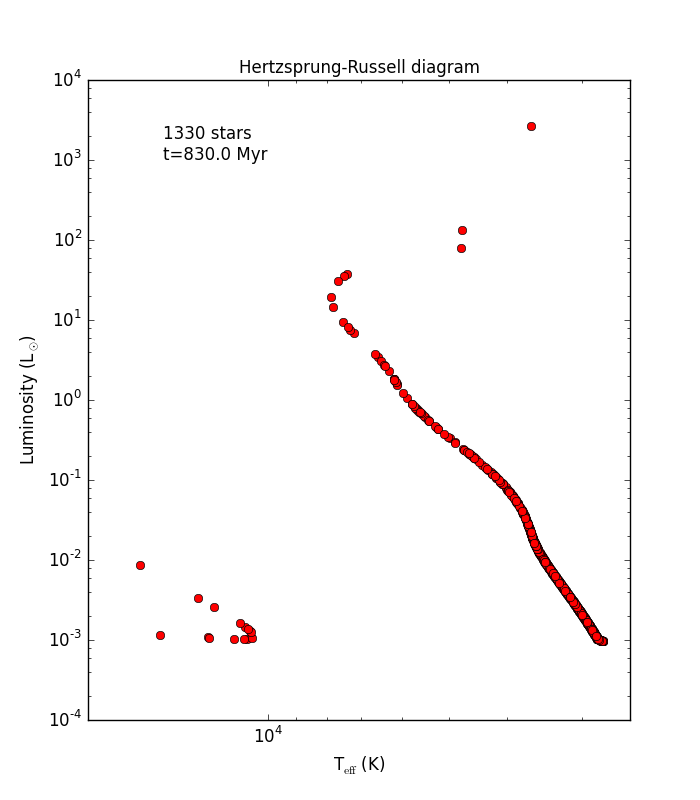 Hertzsprung-Russell diagram
1330 stars
t=830.0 Myr
10⁴
10³
10²
10¹
10⁰
10⁻¹
10⁻²
10⁻³
10⁻⁴
Luminosity (L☉)
10⁴
T_eff (K)